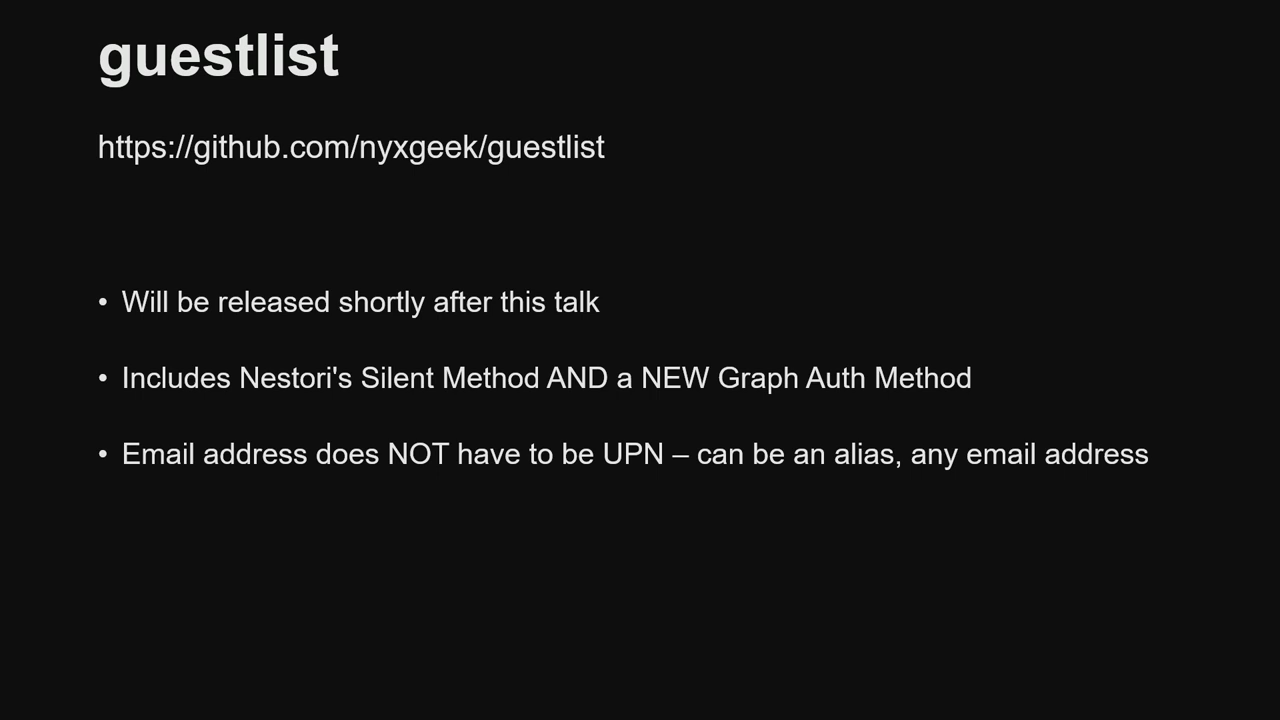 guestlist
https://github.com/nyxgeek/guestlist
• Will be released shortly after this talk
• Includes Nestori's Silent Method AND a NEW Graph Auth Method
• Email address does NOT have to be UPN – can be an alias, any email address